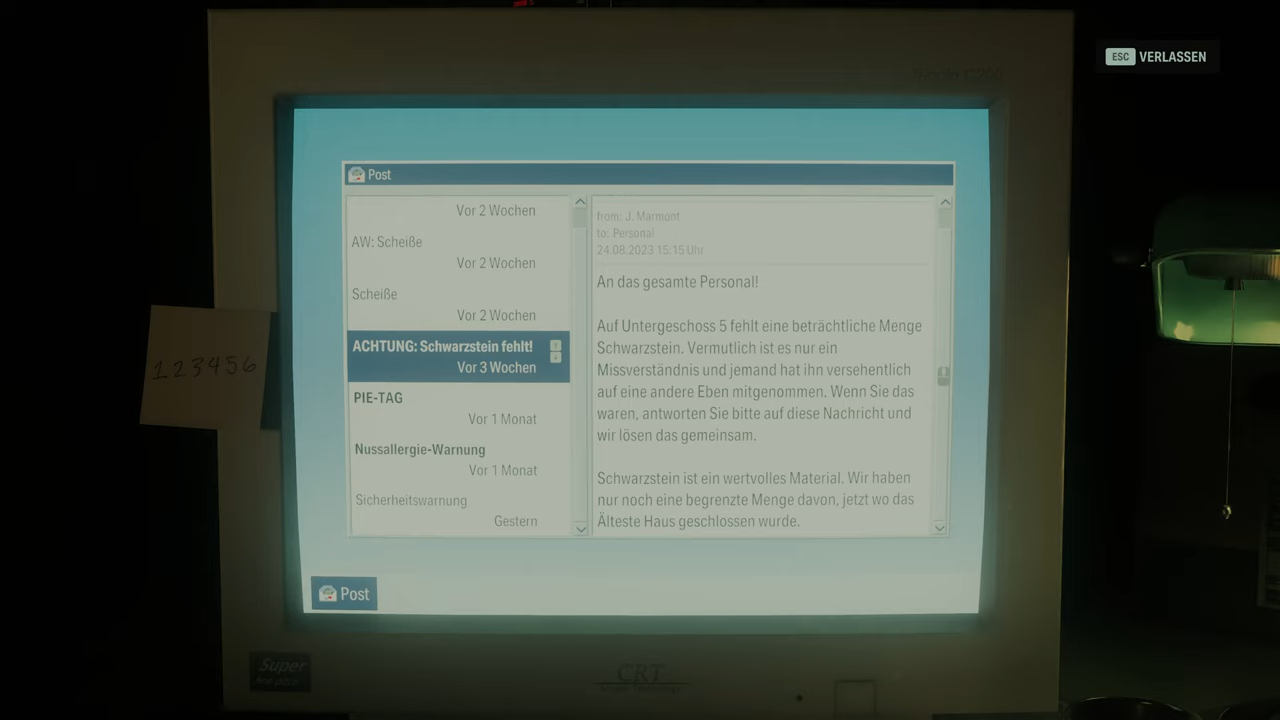 ESC VERLASSEN
Post
Vor 2 Wochen
AW: Scheiße
Vor 2 Wochen
Scheiße
Vor 2 Wochen
ACHTUNG: Schwarzstein fehlt!
Vor 3 Wochen
PIE-TAG
Vor 1 Monat
Nussallergie-Warnung
Vor 1 Monat
Sicherheitswarnung
Gestern
from: J. Marmont
to: Personal
24.08.2023 15:15 Uhr
An das gesamte Personal!
Auf Untergeschoss 5 fehlt eine beträchtliche Menge
Schwarzstein. Vermutlich ist es nur ein
Missverständnis und jemand hat ihn versehentlich
auf eine andere Eben mitgenommen. Wenn Sie das
waren, antworten Sie bitte auf diese Nachricht und
wir lösen das gemeinsam.
Schwarzstein ist ein wertvolles Material. Wir haben
nur noch eine begrenzte Menge davon, jetzt wo das
Älteste Haus geschlossen wurde.
123456
Post
Super
fine pitch
CRT